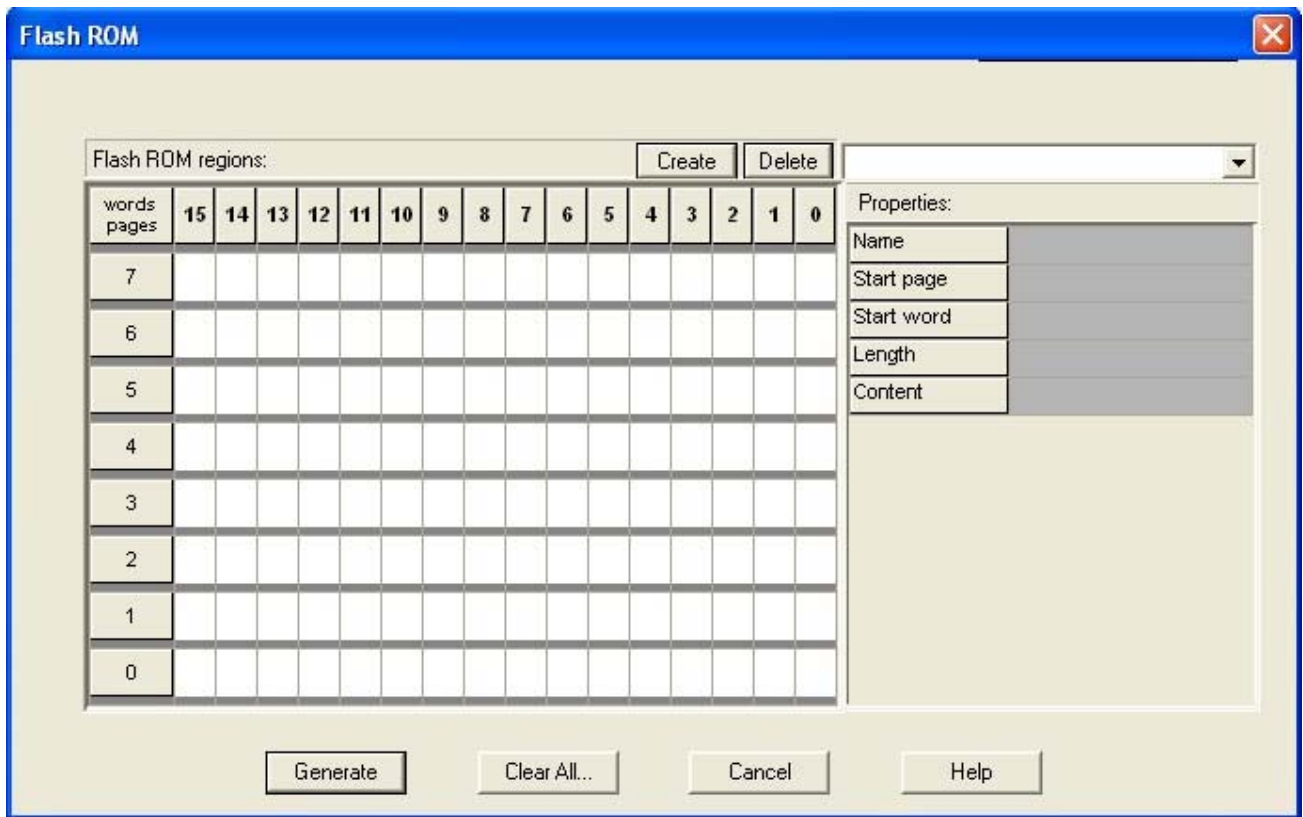 Flash ROM
Flash ROM regions:
Create
Delete
words
pages
15 14 13 12 11 10 9 8 7 6 5 4 3 2 1 0
7
6
5
4
3
2
1
0
Properties:
Name
Start page
Start word
Length
Content
Generate
Clear All...
Cancel
Help